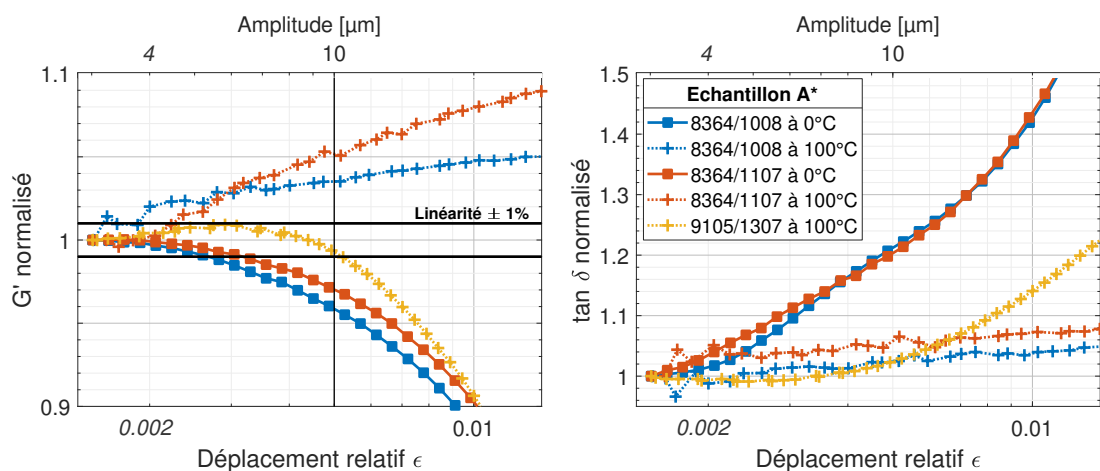 Amplitude [µm]
4
10
1.1
1
0.9
G' normalisé
Linéarité ± 1%
0.002
0.01
Déplacement relatif ϵ
Amplitude [µm]
4
10
1.5
1.4
1.3
1.2
1.1
1
tan δ normalisé
Echantillon A*
8364/1008 à 0°C
8364/1008 à 100°C
8364/1107 à 0°C
8364/1107 à 100°C
9105/1307 à 100°C
0.002
0.01
Déplacement relatif ϵ